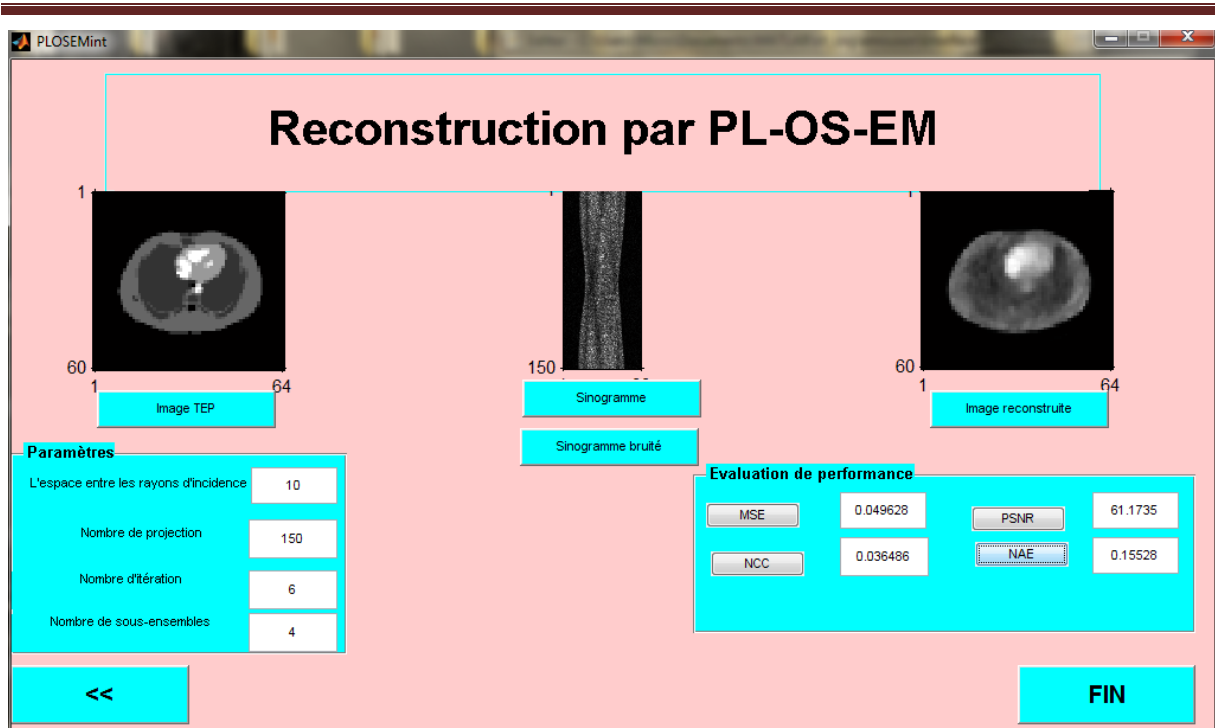 PLOSEMint
Reconstruction par PL-OS-EM
1
60
1
64
Image TEP
150
Sinogramme
Sinogramme bruité
1
60
1
64
Image reconstruite
Paramètres
L'espace entre les rayons d'incidence 10
Nombre de projection 150
Nombre d'itération 6
Nombre de sous-ensembles 4
Evaluation de performance
MSE 0.049628 PSNR 61.1735
NCC 0.036486 NAE 0.15528
<< FIN